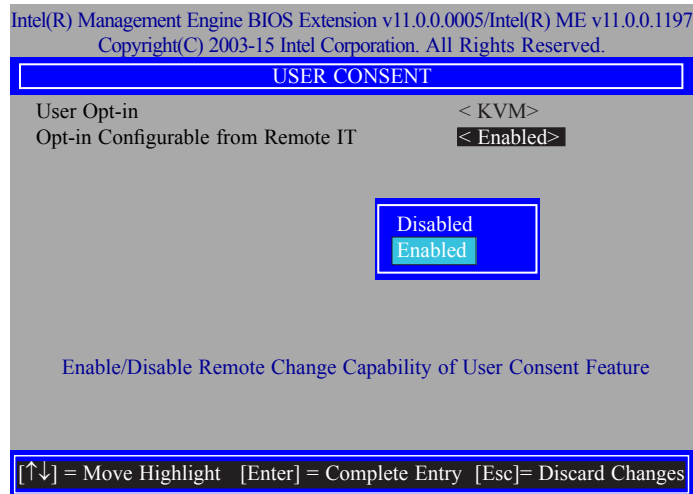 Intel(R) Management Engine BIOS Extension v11.0.0.0005/Intel(R) ME v11.0.0.1197
Copyright(C) 2003-15 Intel Corporation. All Rights Reserved.
USER CONSENT
User Opt-in < KVM>
Opt-in Configurable from Remote IT < Enabled>
Disabled
Enabled
Enable/Disable Remote Change Capability of User Consent Feature
[↑↓] = Move Highlight [Enter] = Complete Entry [Esc]= Discard Changes